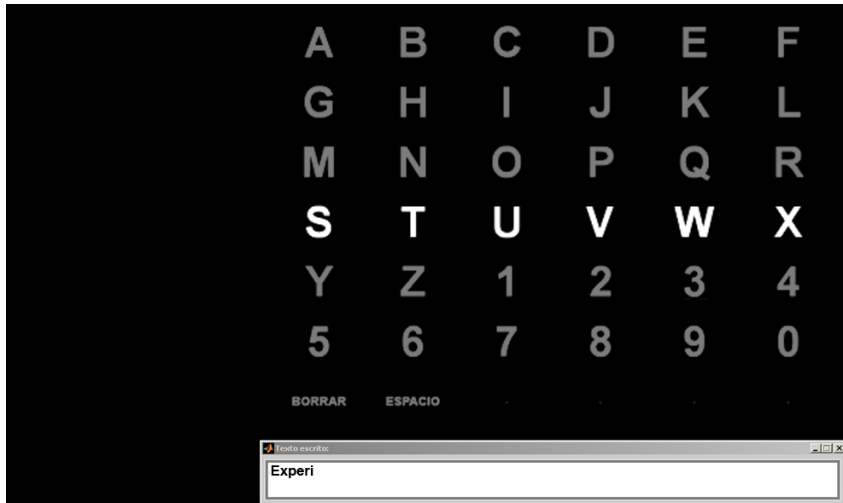 A B C D E F
G H I J K L
M N O P Q R
S T U V W X
Y Z 1 2 3 4
5 6 7 8 9 0
BORRAR ESPACIO
Texto escrito:
Experi